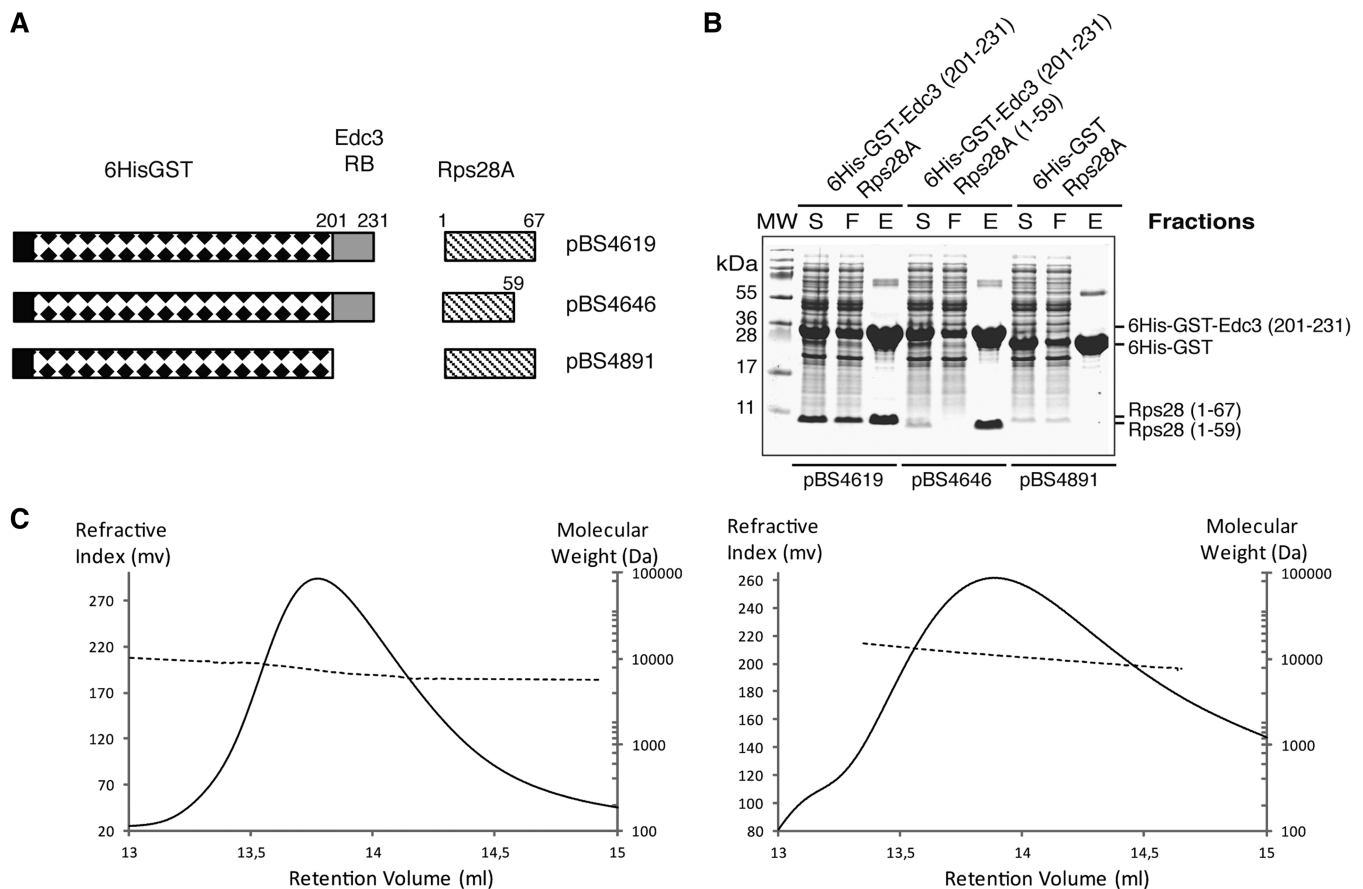 A
6HisGST
Edc3
RB
Rps28A
201 231
1 67
pBS4619
59
pBS4646
pBS4891
B
6His-GST-Edc3 (201-231)
Rps28A
6His-GST-Edc3 (201-231)
Rps28A (1-59)
6His-GST
Rps28A
MW S F E S F E S F E Fractions
kDa
55
36
28
17
11
6His-GST-Edc3 (201-231)
6His-GST
Rps28 (1-67)
Rps28 (1-59)
pBS4619 pBS4646 pBS4891
C
Refractive
Index (mv)
Molecular
Weight (Da)
270
220
170
120
70
20
100000
10000
1000
100
13 13,5 14 14,5 15
Retention Volume (ml)
Refractive
Index (mv)
Molecular
Weight (Da)
260
240
220
200
180
160
140
120
100
80
100000
10000
1000
100
13 13,5 14 14,5 15
Retention Volume (ml)